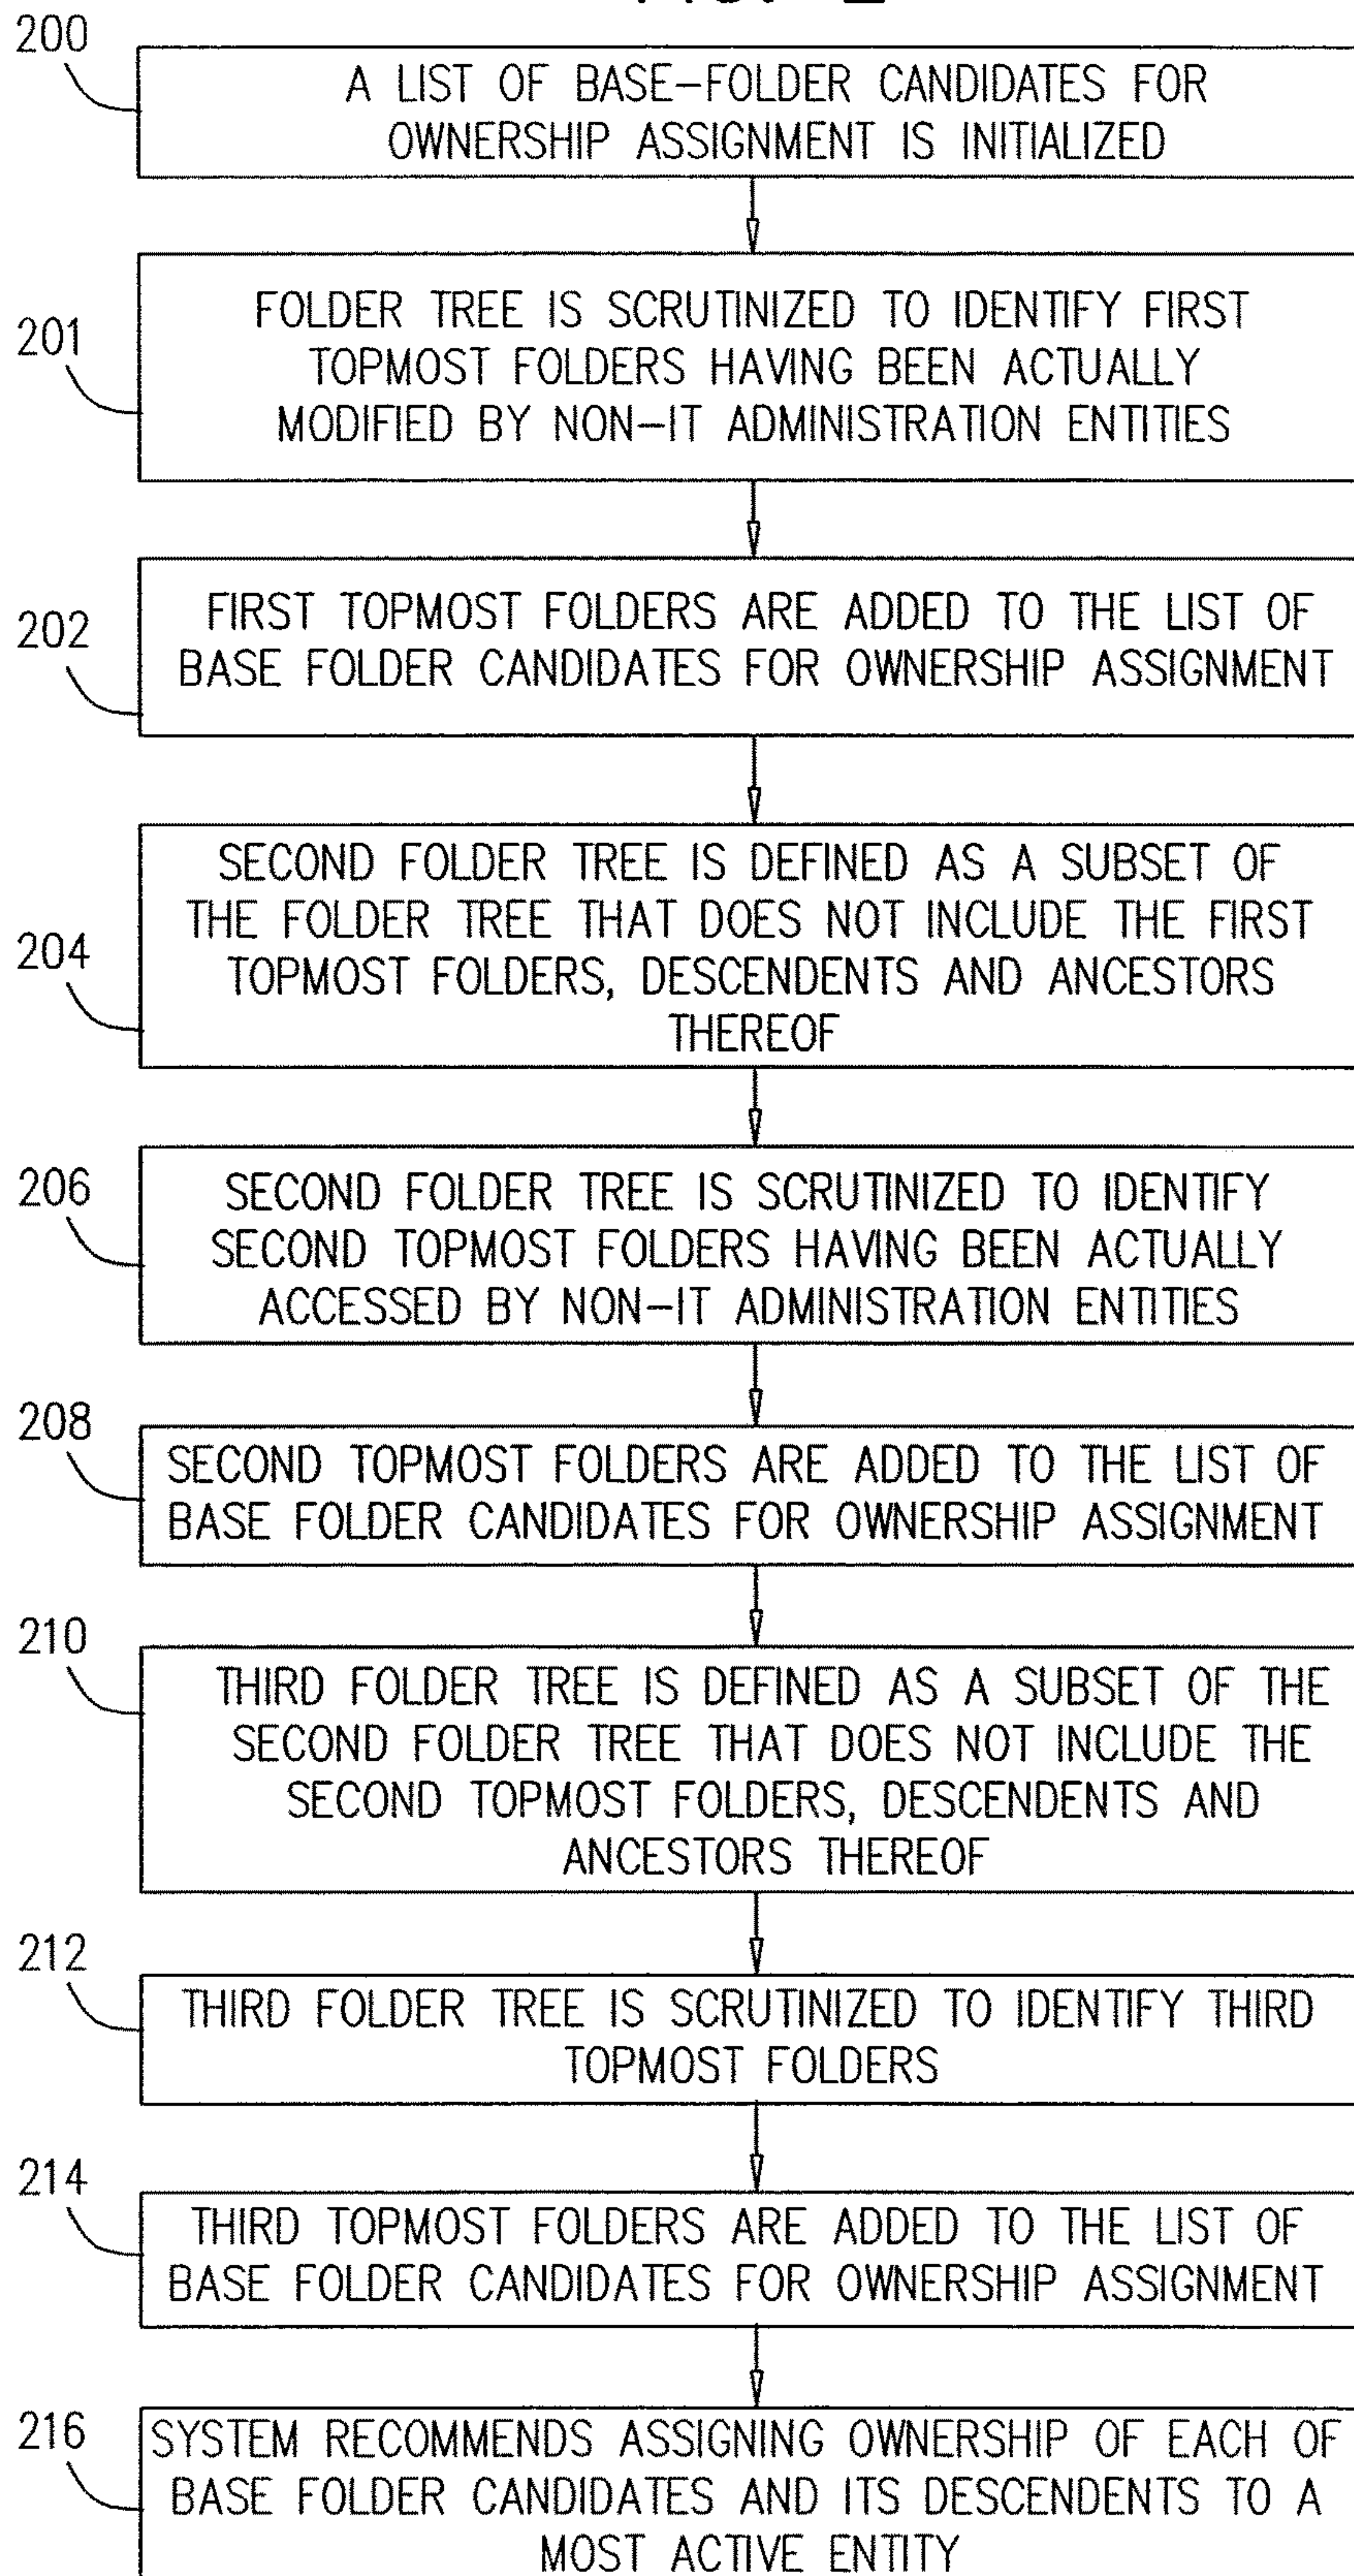 200
A LIST OF BASE-FOLDER CANDIDATES FOR
OWNERSHIP ASSIGNMENT IS INITIALIZED
201
FOLDER TREE IS SCRUTINIZED TO IDENTIFY FIRST
TOPMOST FOLDERS HAVING BEEN ACTUALLY
MODIFIED BY NON-IT ADMINISTRATION ENTITIES
202
FIRST TOPMOST FOLDERS ARE ADDED TO THE LIST OF
BASE FOLDER CANDIDATES FOR OWNERSHIP ASSIGNMENT
204
SECOND FOLDER TREE IS DEFINED AS A SUBSET OF
THE FOLDER TREE THAT DOES NOT INCLUDE THE FIRST
TOPMOST FOLDERS, DESCENDENTS AND ANCESTORS
THEREOF
206
SECOND FOLDER TREE IS SCRUTINIZED TO IDENTIFY
SECOND TOPMOST FOLDERS HAVING BEEN ACTUALLY
ACCESSED BY NON-IT ADMINISTRATION ENTITIES
208
SECOND TOPMOST FOLDERS ARE ADDED TO THE LIST OF
BASE FOLDER CANDIDATES FOR OWNERSHIP ASSIGNMENT
210
THIRD FOLDER TREE IS DEFINED AS A SUBSET OF THE
SECOND FOLDER TREE THAT DOES NOT INCLUDE THE
SECOND TOPMOST FOLDERS, DESCENDENTS AND
ANCESTORS THEREOF
212
THIRD FOLDER TREE IS SCRUTINIZED TO IDENTIFY THIRD
TOPMOST FOLDERS
214
THIRD TOPMOST FOLDERS ARE ADDED TO THE LIST OF
BASE FOLDER CANDIDATES FOR OWNERSHIP ASSIGNMENT
216
SYSTEM RECOMMENDS ASSIGNING OWNERSHIP OF EACH OF
BASE FOLDER CANDIDATES AND ITS DESCENDENTS TO A
MOST ACTIVE ENTITY